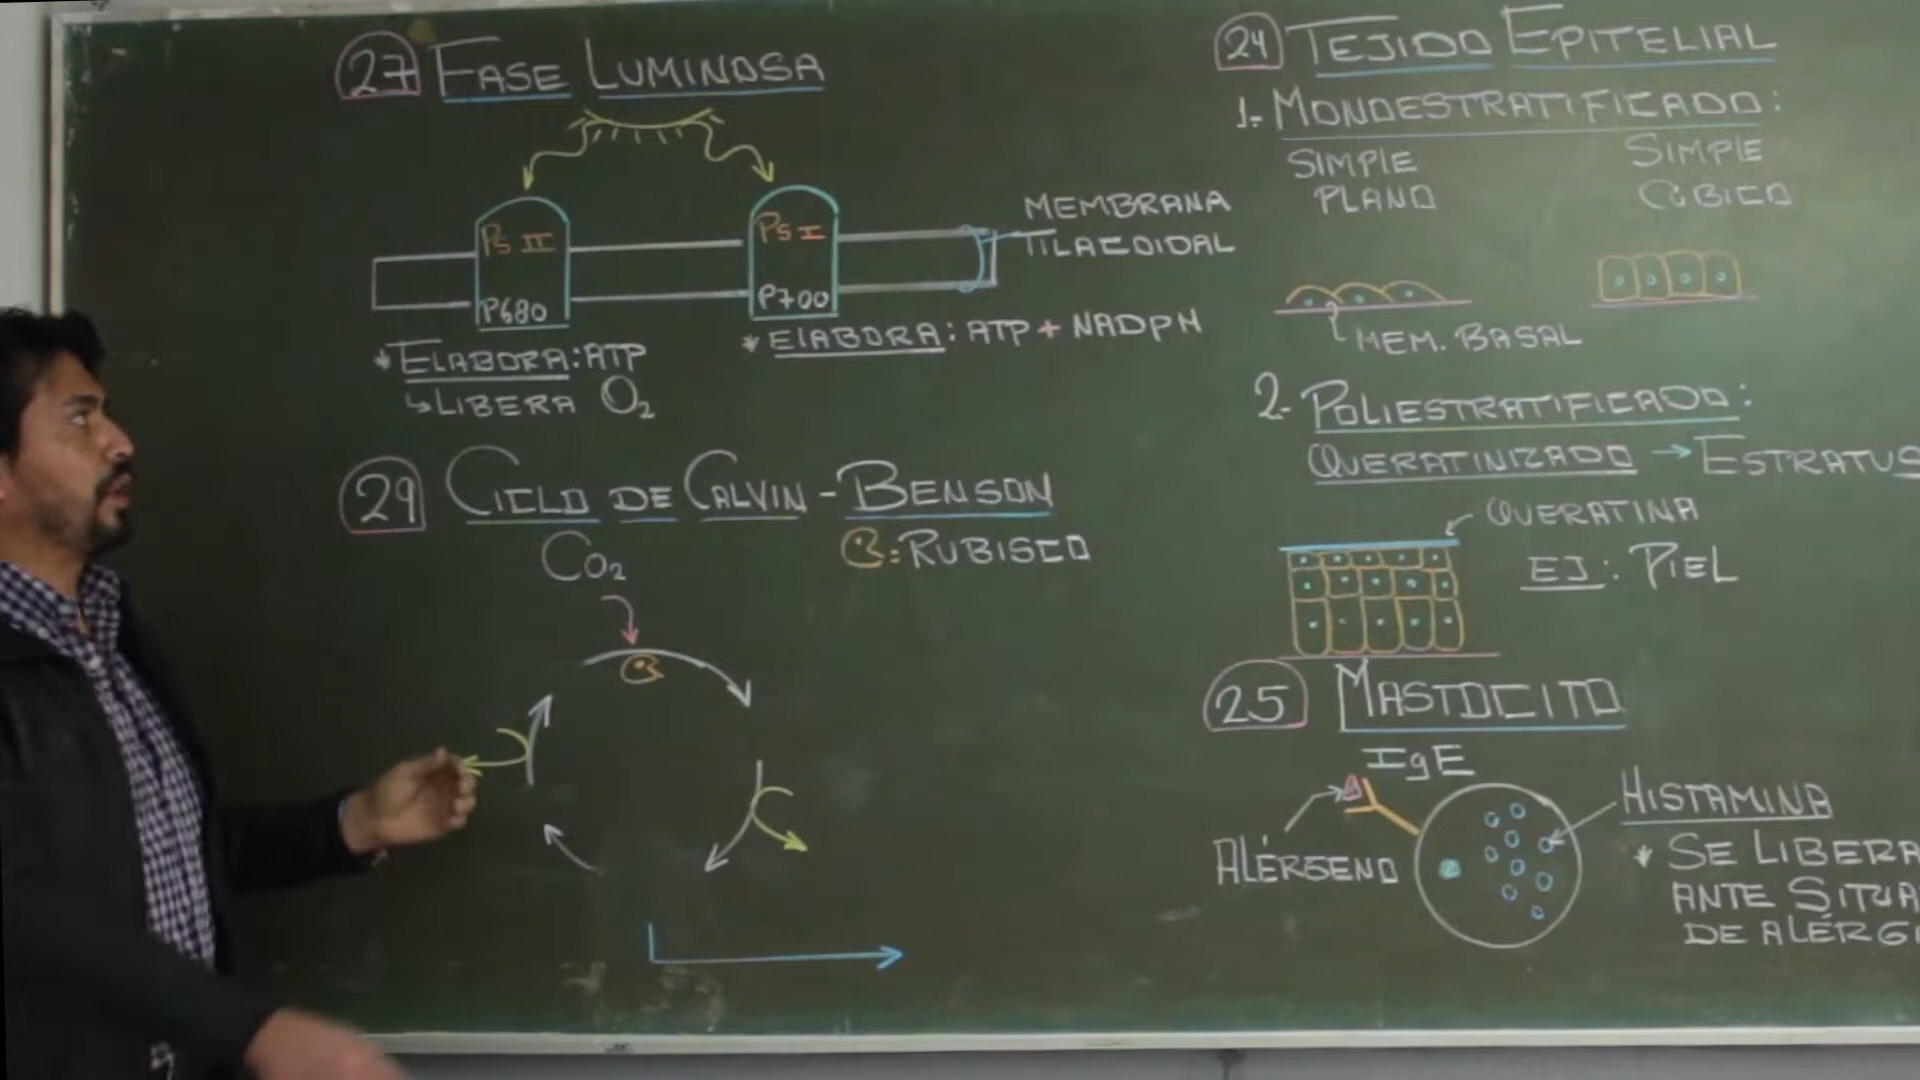 27 FASE LUMINOSA
PS II
P680
PS I
P700
MEMBRANA
TILACOIDAL
* ELABORA: ATP
↳LIBERA O₂
* ELABORA: ATP + NADPH
29 CICLO DE CALVIN - BENSON
CO₂
: RUBISCO
24 TEJIDO EPITELIAL
1.- MONOESTRATIFICADO:
SIMPLE
PLANO
SIMPLE
CÚBICO
MEM. BASAL
2- POLIESTRATIFICADO:
QUERATINIZADO → ESTRATUS
QUERATINA
EJ: PIEL
25 MASTOCITO
IgE
ALÉRGENO
HISTAMINA
* SE LIBERA
ANTE SITUA
DE ALÉRGI